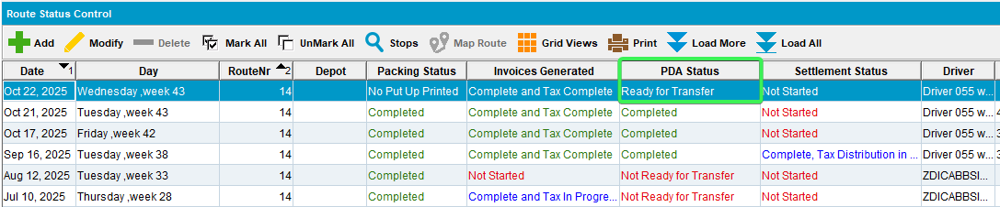 Route Status Control
Add Modify Delete Mark All UnMark All Stops Map Route Grid Views Print Load More Load All
Date 1 Day RouteNr 2 Depot Packing Status Invoices Generated PDA Status Settlement Status Driver
Oct 22, 2025 Wednesday ,week 43 14 No Put Up Printed Complete and Tax Complete Ready for Transfer Not Started Driver 055 w...
Oct 21, 2025 Tuesday ,week 43 14 Completed Complete and Tax Complete Completed Not Started Driver 055 w... 4
Oct 17, 2025 Friday ,week 42 14 Completed Complete and Tax Complete Completed Not Started Driver 055 w... 3
Sep 16, 2025 Tuesday ,week 38 14 Completed Complete and Tax Complete Completed Complete, Tax Distribution in ... Driver 055 w... 3
Aug 12, 2025 Tuesday ,week 33 14 Completed Not Started Not Ready for Transfer Not Started ZDICABBSI...
Jul 10, 2025 Thursday ,week 28 14 Completed Complete and Tax In Progre... Not Ready for Transfer Not Started ZDICABBSI...